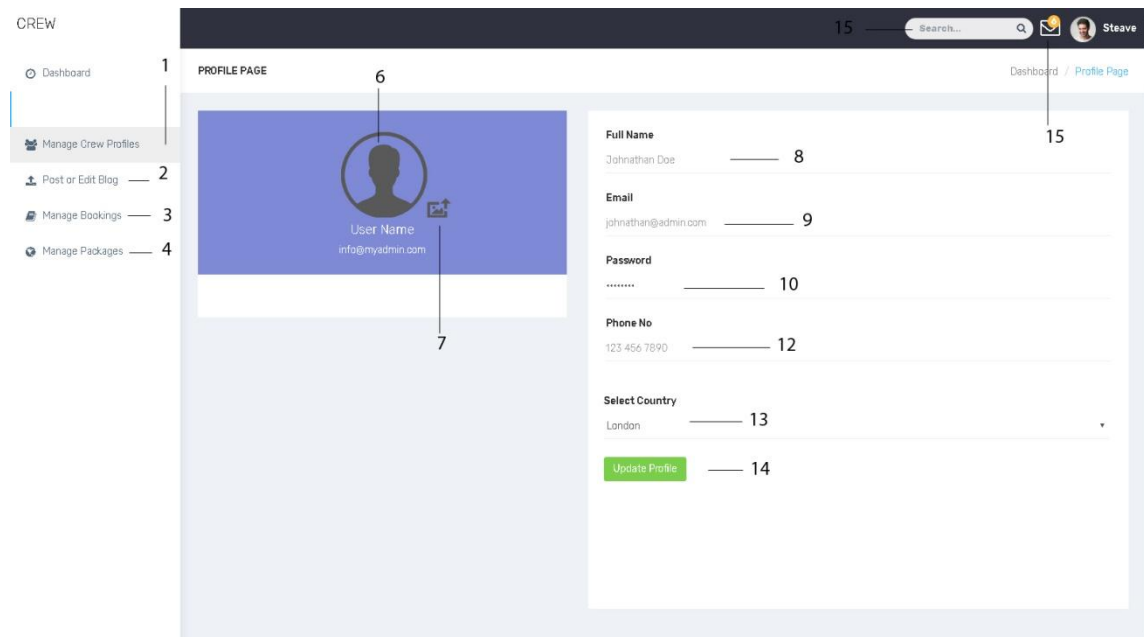 CREW
15
Search...
6
Steave
Dashboard
1
PROFILE PAGE
6
Dashboard / Profile Page
15
Manage Crew Profiles
Post or Edit Blog
2
Manage Bookings
3
Manage Packages
4
User Name
info@myadmin.com
7
Full Name
Johnathan Doe
8
Email
johnathan@admin.com
9
Password
••••••••
10
Phone No
123 456 7890
12
Select Country
London
13
Update Profile
14